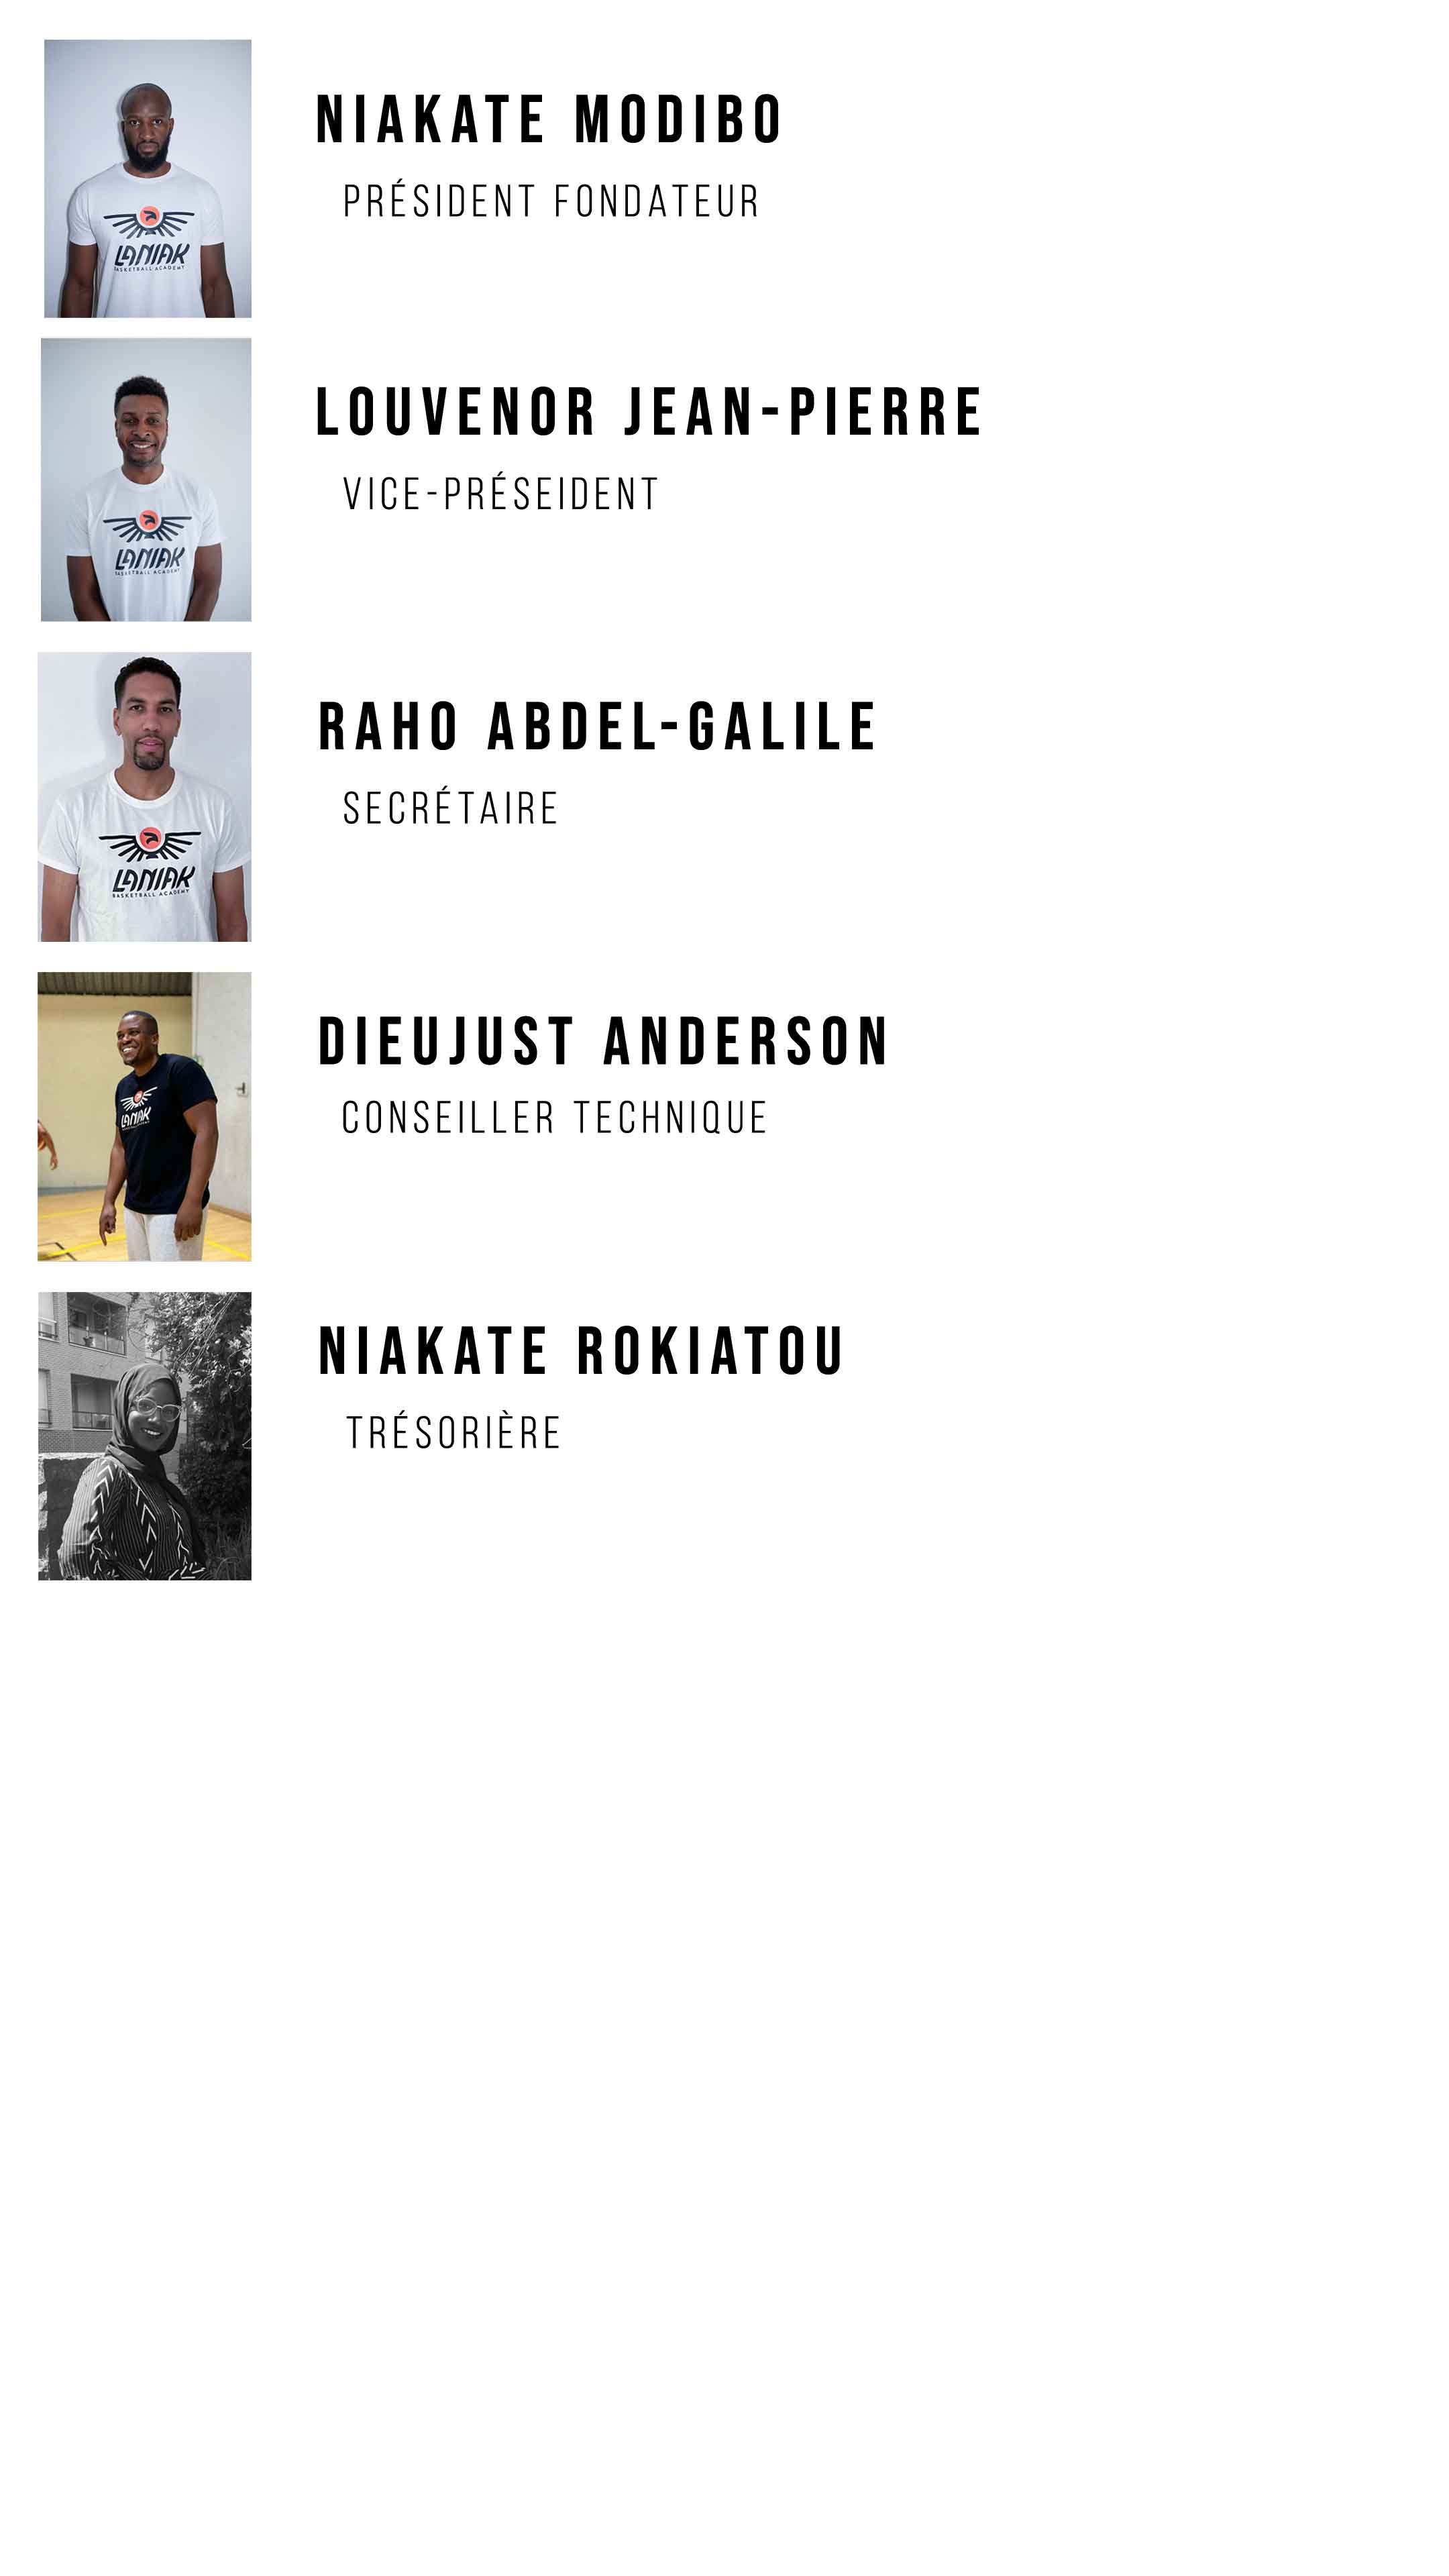 NIAKATE MODIBO
PRÉSIDENT FONDATEUR
LANIAK
BASKETBALL ACADEMY
LOUVENOR JEAN-PIERRE
VICE-PRÉSEIDENT
LANIAK
BASKETBALL ACADEMY
RAHO ABDEL-GALILE
SECRÉTAIRE
LANIAK
BASKETBALL ACADEMY
DIEUJUST ANDERSON
CONSEILLER TECHNIQUE
LANIAK
NIAKATE ROKIATOU
TRÉSORIÈRE